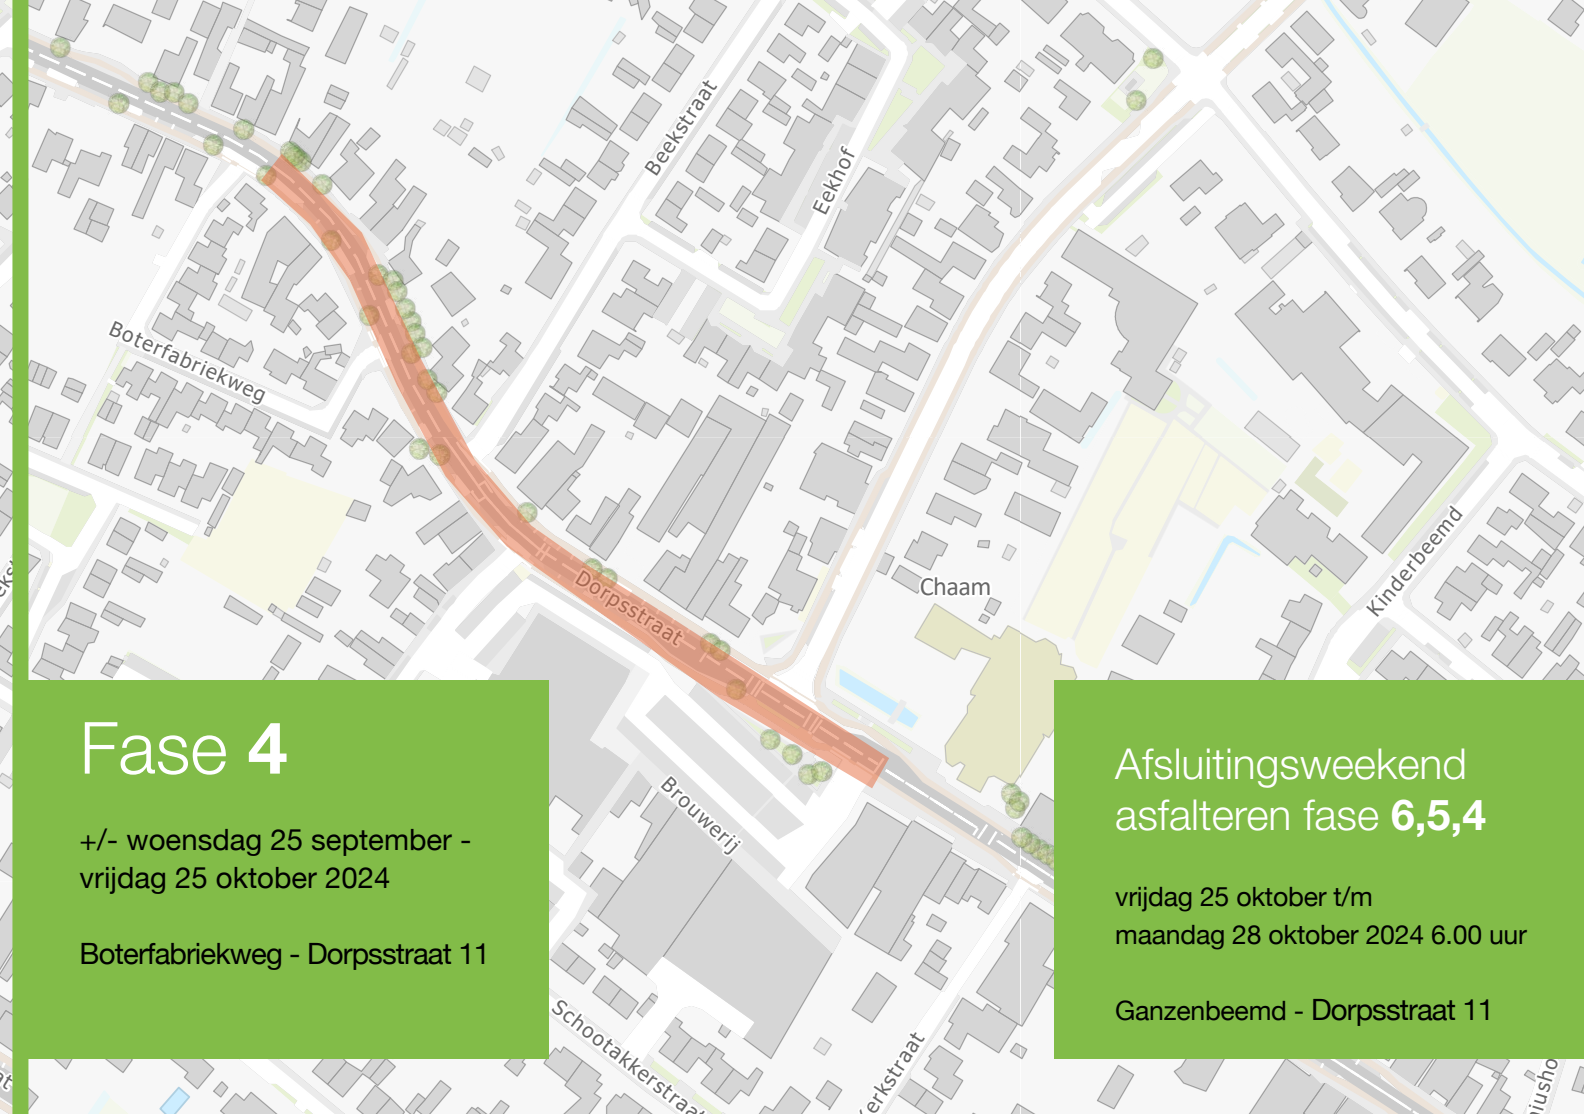 Beekstraat
Eekhof
Boterfabriekweg
Dorpsstraat
Chaam
Kinderbeemd
Brouwerij
Schootakkerstraat
Fase 4
+/- woensdag 25 september -
vrijdag 25 oktober 2024
Boterfabriekweg - Dorpsstraat 11
Afsluitingsweekend
asfalteren fase 6,5,4
vrijdag 25 oktober t/m
maandag 28 oktober 2024 6.00 uur
Ganzenbeemd - Dorpsstraat 11